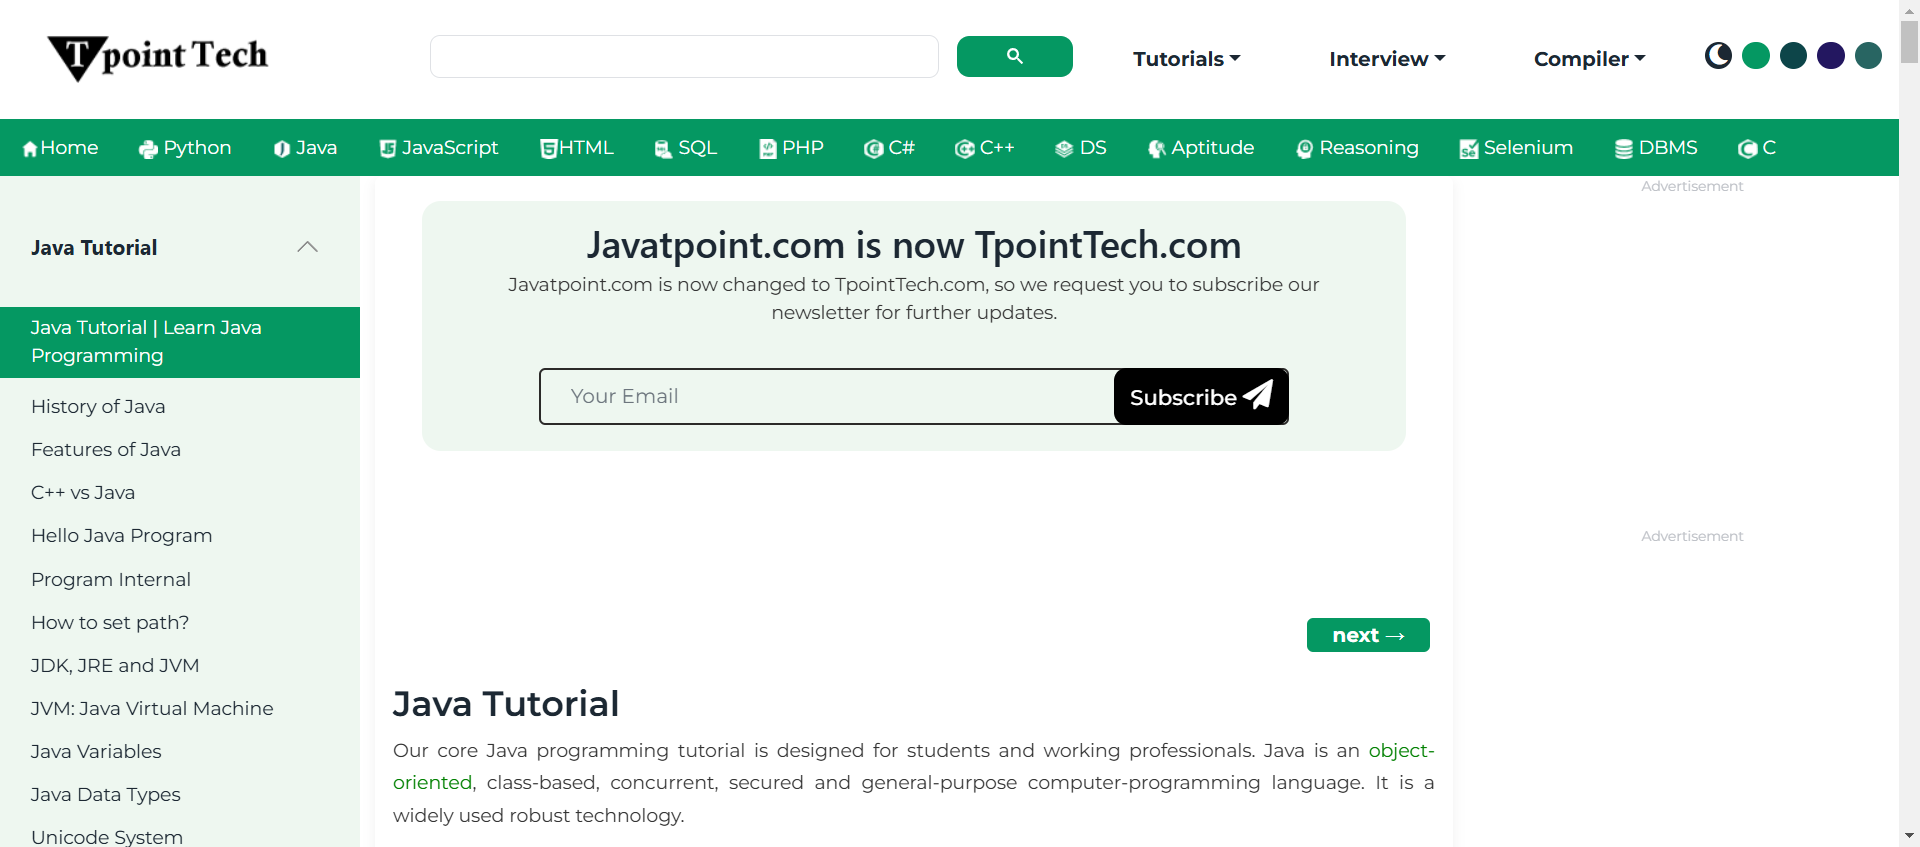 Tpoint Tech
Tutorials
Interview
Compiler
Home
Python
Java
JavaScript
HTML
SQL
PHP
C#
C++
DS
Aptitude
Reasoning
Selenium
DBMS
C
Java Tutorial
Java Tutorial | Learn Java
Programming
History of Java
Features of Java
C++ vs Java
Hello Java Program
Program Internal
How to set path?
JDK, JRE and JVM
JVM: Java Virtual Machine
Java Variables
Java Data Types
Unicode System
Javatpoint.com is now TpointTech.com
Javatpoint.com is now changed to TpointTech.com, so we request you to subscribe our
newsletter for further updates.
Your Email
Subscribe
next →
Java Tutorial
Our core Java programming tutorial is designed for students and working professionals. Java is an object-
oriented, class-based, concurrent, secured and general-purpose computer-programming language. It is a
widely used robust technology.
Advertisement
Advertisement